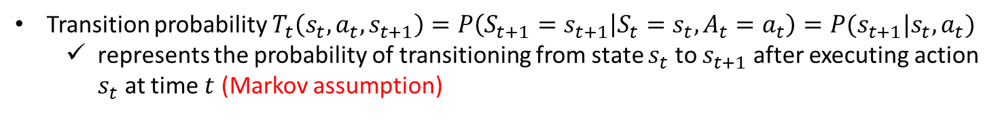 • Transition probability $T_t(s_t, a_t, s_{t+1}) = P(S_{t+1} = s_{t+1}|S_t = s_t, A_t = a_t) = P(s_{t+1}|s_t, a_t)$
✓ represents the probability of transitioning from state $s_t$ to $s_{t+1}$ after executing action
$s_t$ at time $t$ (Markov assumption)